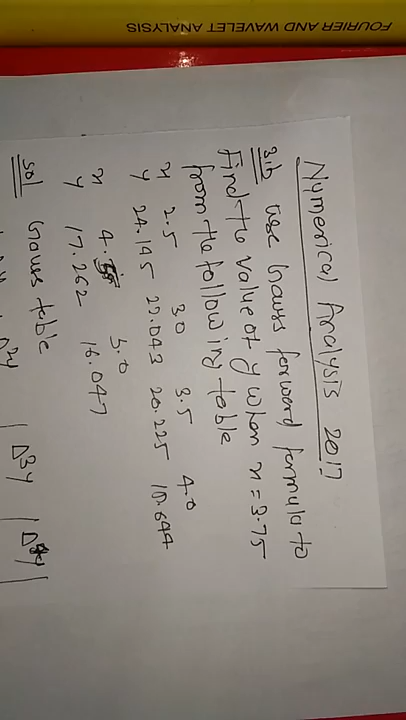 FOURIER AND WAVELET ANALYSIS
Numerical Analysis 2017
3.b Use Gauss forward formula to
Find the value of y when x = 3.75
from the following table
x 2.5 3.0 3.5 4.0
y 24.145 22.043 20.225 18.644
x 4.5 5.0
y 17.262 16.047
Sol Gauss table
Δ3y Δ4y